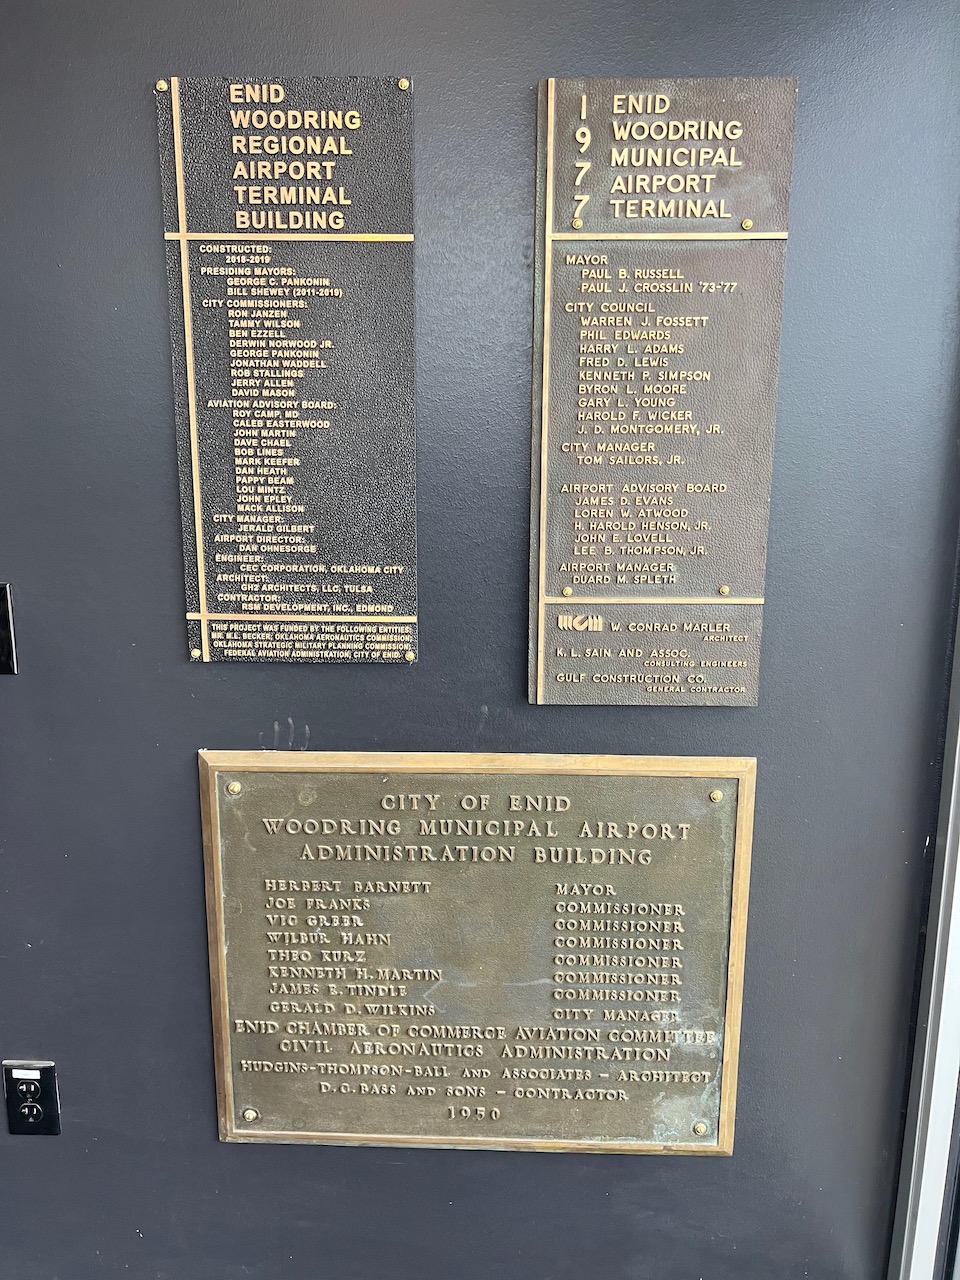 ENID
WOODRING
REGIONAL
AIRPORT
TERMINAL
BUILDING
CONSTRUCTED:
2018-2019
PRESIDING MAYORS:
GEORGE C. PANKONIN
BILL SHEWEY (2011-2019)
CITY COMMISSIONERS:
RON JANZEN
TAMMY WILSON
BEN EZZELL
DERWIN NORWOOD JR.
GEORGE PANKONIN
JONATHAN WADDELL
ROB STALLINGS
JERRY ALLEN
DAVID MASON
AVIATION ADVISORY BOARD:
ROY CAMP, MD
CALEB EASTERWOOD
JOHN MARTIN
DAVE CHAEL
BOB LINES
MARK KEEFER
DAN HEATH
PAPPY BEAM
LOU MINTZ
JOHN EPLEY
MACK ALLISON
CITY MANAGER:
JERALD GILBERT
AIRPORT DIRECTOR:
DAN OHNESORGE
ENGINEER:
CEC CORPORATION, OKLAHOMA CITY
ARCHITECT:
GH2 ARCHITECTS, LLC, TULSA
CONTRACTOR:
RSM DEVELOPMENT, INC., EDMOND
THIS PROJECT WAS FUNDED BY THE FOLLOWING ENTITIES:
MR. M.L. BECKER; OKLAHOMA AERONAUTICS COMMISSION;
OKLAHOMA STRATEGIC MILITARY PLANNING COMMISSION;
FEDERAL AVIATION ADMINISTRATION; CITY OF ENID.
1977
ENID
WOODRING
MUNICIPAL
AIRPORT
TERMINAL
MAYOR
PAUL B. RUSSELL
PAUL J. CROSSLIN '73-'77
CITY COUNCIL
WARREN J. FOSSETT
PHIL EDWARDS
HARRY L. ADAMS
FRED D. LEWIS
KENNETH P. SIMPSON
BYRON L. MOORE
GARY L. YOUNG
HAROLD F. WICKER
J. D. MONTGOMERY, JR.
CITY MANAGER
TOM SAILORS, JR.
AIRPORT ADVISORY BOARD
JAMES D. EVANS
LOREN W. ATWOOD
H. HAROLD HENSON, JR.
JOHN E. LOVELL
LEE B. THOMPSON, JR.
AIRPORT MANAGER
DUARD M. SPLETH
WCM W. CONRAD MARLER
ARCHITECT
K. L. SAIN AND ASSOC.
CONSULTING ENGINEERS
GULF CONSTRUCTION CO.
GENERAL CONTRACTOR
CITY OF ENID
WOODRING MUNICIPAL AIRPORT
ADMINISTRATION BUILDING
HERBERT BARNETT MAYOR
JOE FRANKS COMMISSIONER
VIG GREER COMMISSIONER
WILBUR HAHN COMMISSIONER
THEO KURZ COMMISSIONER
KENNETH H. MARTIN COMMISSIONER
JAMES E. TINDLE COMMISSIONER
GERALD D. WILKINS CITY MANAGER
ENID CHAMBER OF COMMERCE AVIATION COMMITTEE
CIVIL AERONAUTICS ADMINISTRATION
HUDGINS-THOMPSON-BALL AND ASSOCIATES - ARCHITECT
D. C. BASS AND SONS - CONTRACTOR
1950